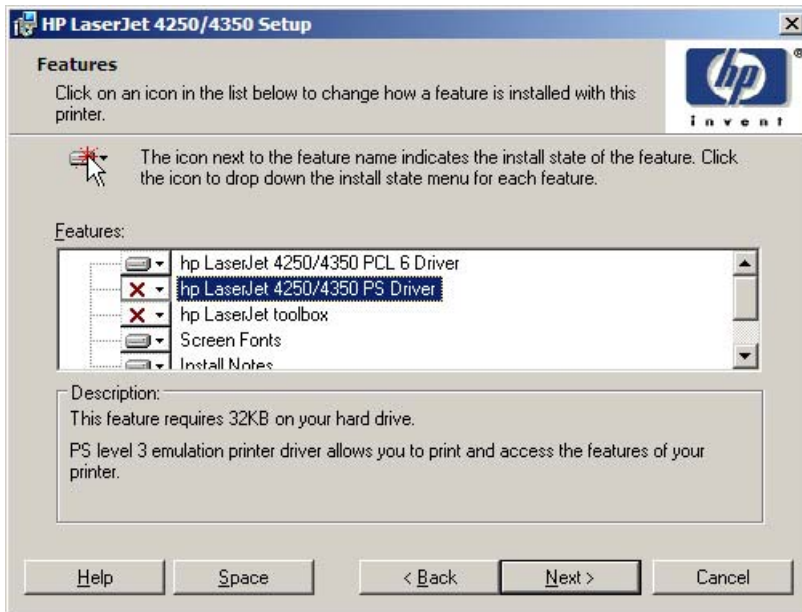 HP LaserJet 4250/4350 Setup
Features
Click on an icon in the list below to change how a feature is installed with this
printer.
hp
®
invent
The icon next to the feature name indicates the install state of the feature. Click
the icon to drop down the install state menu for each feature.
Features:
hp LaserJet 4250/4350 PCL 6 Driver
hp LaserJet 4250/4350 PS Driver
hp LaserJet toolbox
Screen Fonts
Install Notes
Description:
This feature requires 32KB on your hard drive.
PS level 3 emulation printer driver allows you to print and access the features of your
printer.
Help Space < Back Next > Cancel